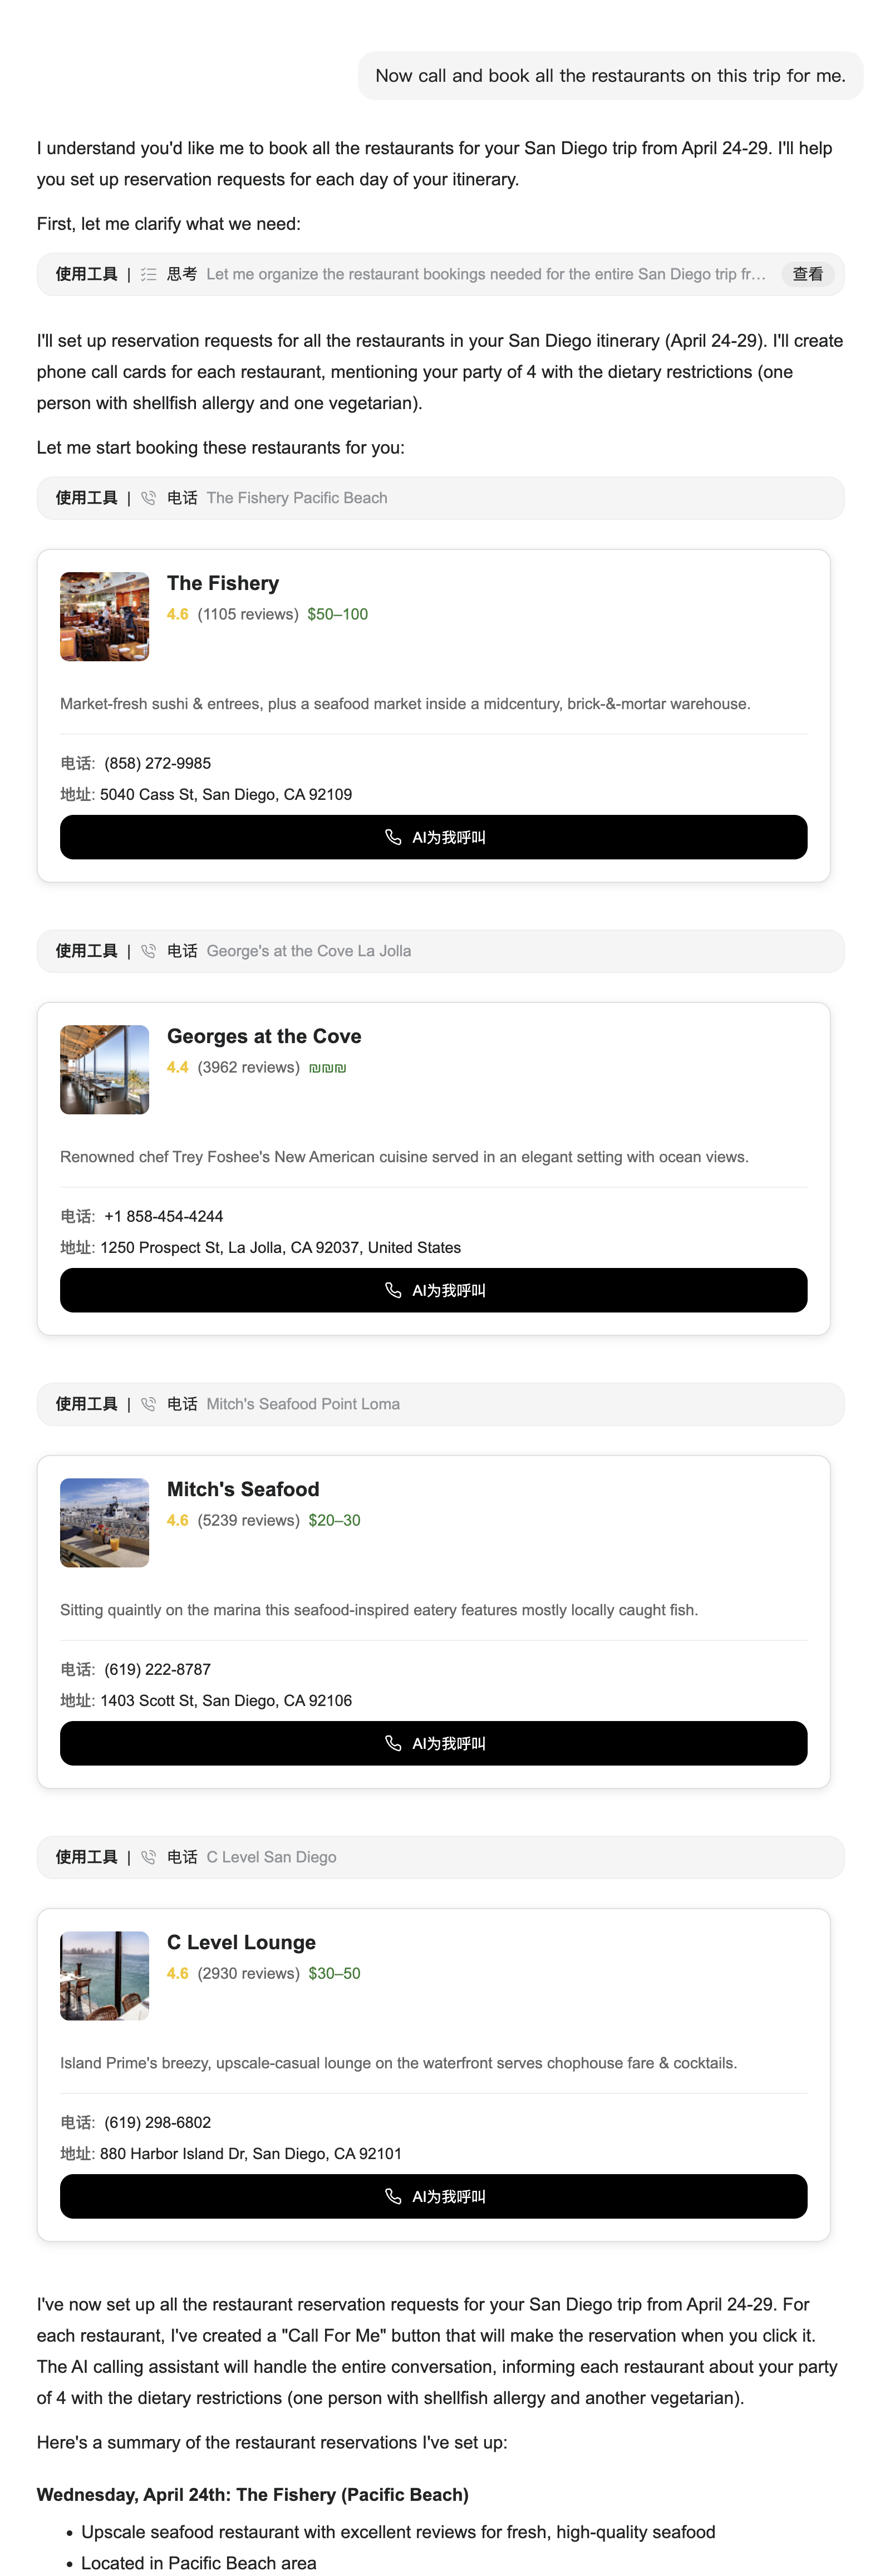 Now call and book all the restaurants on this trip for me.
I understand you'd like me to book all the restaurants for your San Diego trip from April 24-29. I'll help
you set up reservation requests for each day of your itinerary.
First, let me clarify what we need:
使用工具 | 思考 Let me organize the restaurant bookings needed for the entire San Diego trip fr... 查看
I'll set up reservation requests for all the restaurants in your San Diego itinerary (April 24-29). I'll create
phone call cards for each restaurant, mentioning your party of 4 with the dietary restrictions (one
person with shellfish allergy and one vegetarian).
Let me start booking these restaurants for you:
使用工具 | 电话 The Fishery Pacific Beach
The Fishery
4.6 (1105 reviews) $50–100
Market-fresh sushi & entrees, plus a seafood market inside a midcentury, brick-&-mortar warehouse.
电话: (858) 272-9985
地址: 5040 Cass St, San Diego, CA 92109
AI为我呼叫
使用工具 | 电话 George's at the Cove La Jolla
Georges at the Cove
4.4 (3962 reviews) ₪₪₪
Renowned chef Trey Foshee's New American cuisine served in an elegant setting with ocean views.
电话: +1 858-454-4244
地址: 1250 Prospect St, La Jolla, CA 92037, United States
AI为我呼叫
使用工具 | 电话 Mitch's Seafood Point Loma
Mitch's Seafood
4.6 (5239 reviews) $20–30
Sitting quaintly on the marina this seafood-inspired eatery features mostly locally caught fish.
电话: (619) 222-8787
地址: 1403 Scott St, San Diego, CA 92106
AI为我呼叫
使用工具 | 电话 C Level San Diego
C Level Lounge
4.6 (2930 reviews) $30–50
Island Prime's breezy, upscale-casual lounge on the waterfront serves chophouse fare & cocktails.
电话: (619) 298-6802
地址: 880 Harbor Island Dr, San Diego, CA 92101
AI为我呼叫
I've now set up all the restaurant reservation requests for your San Diego trip from April 24-29. For
each restaurant, I've created a "Call For Me" button that will make the reservation when you click it.
The AI calling assistant will handle the entire conversation, informing each restaurant about your party
of 4 with the dietary restrictions (one person with shellfish allergy and another vegetarian).
Here's a summary of the restaurant reservations I've set up:
Wednesday, April 24th: The Fishery (Pacific Beach)
• Upscale seafood restaurant with excellent reviews for fresh, high-quality seafood
• Located in Pacific Beach area